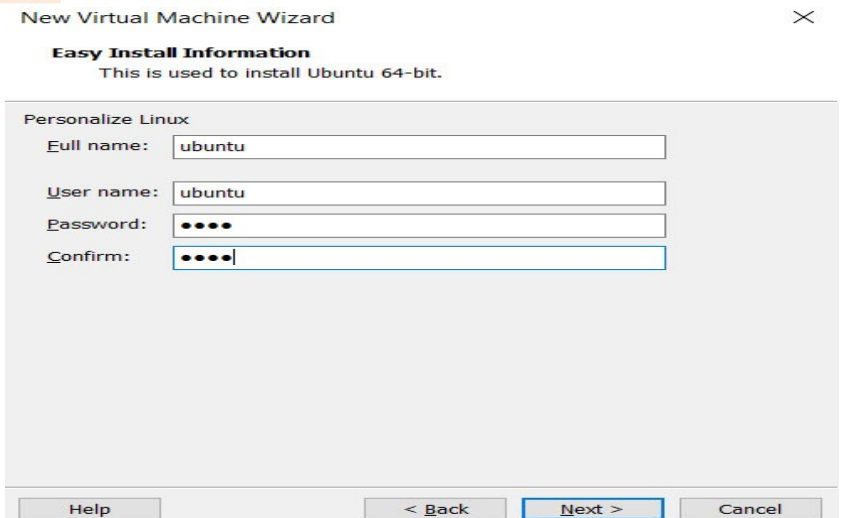 New Virtual Machine Wizard
Easy Install Information
This is used to install Ubuntu 64-bit.
Personalize Linux
Full name: ubuntu
User name: ubuntu
Password: ●●●●
Confirm: ●●●●
Help < Back Next > Cancel